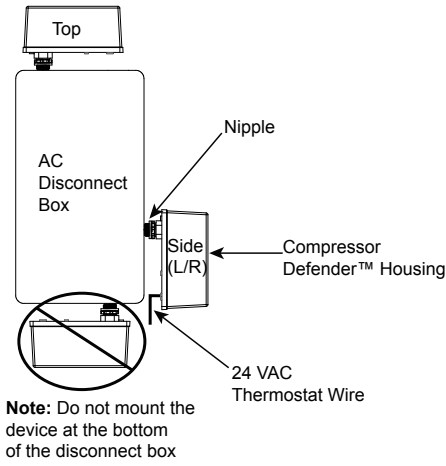 Top
Nipple
AC
Disconnect
Box
Side
(L/R)
Compressor
Defender™ Housing
24 VAC
Thermostat Wire
Note: Do not mount the
device at the bottom
of the disconnect box